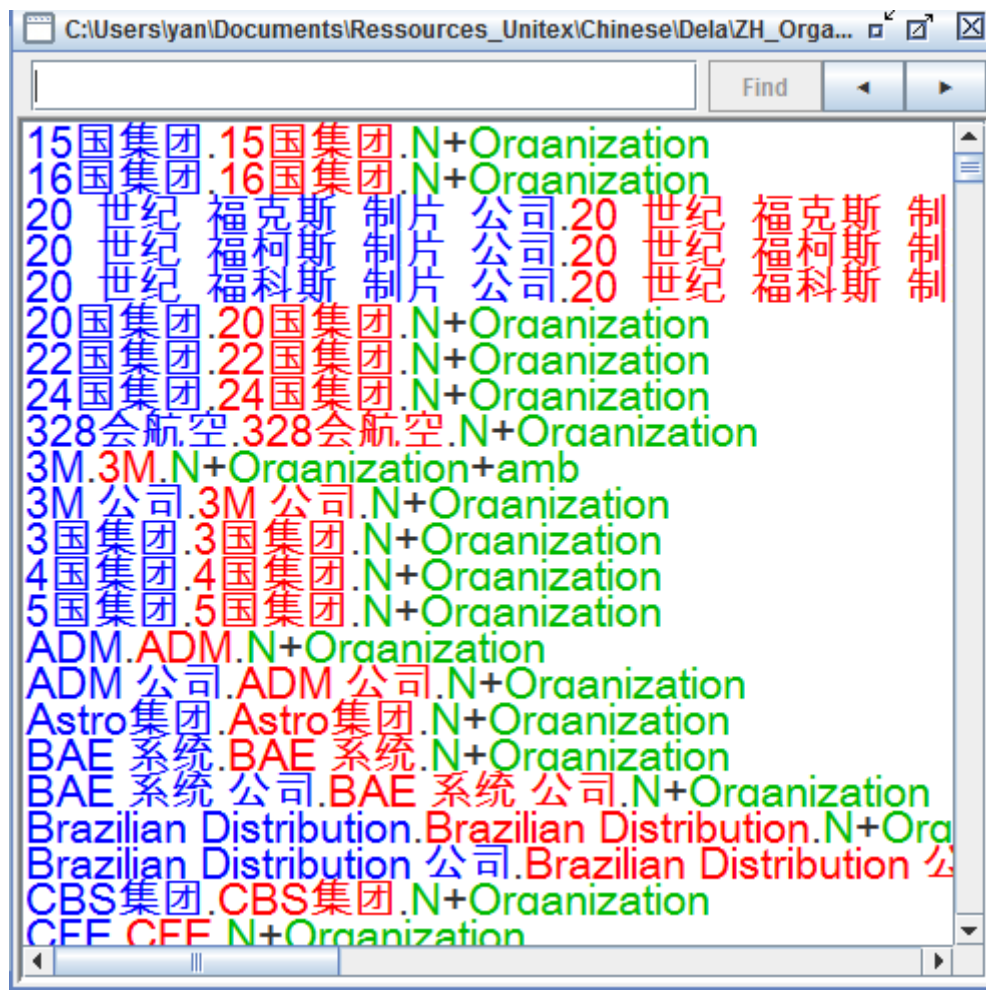 C:\Users\yan\Documents\Ressources_Unitex\Chinese\Dela\ZH_Orga...
Find
15国集团.15国集团.N+Organization
16国集团.16国集团.N+Organization
20 世纪 福克斯 制片 公司.20 世纪 福克斯 制
20 世纪 福柯斯 制片 公司.20 世纪 福柯斯 制
20 世纪 福科斯 制片 公司.20 世纪 福科斯 制
20国集团.20国集团.N+Organization
22国集团.22国集团.N+Organization
24国集团.24国集团.N+Organization
328会航空.328会航空.N+Organization
3M.3M.N+Organization+amb
3M 公司.3M 公司.N+Organization
3国集团.3国集团.N+Organization
4国集团.4国集团.N+Organization
5国集团.5国集团.N+Organization
ADM.ADM.N+Organization
ADM 公司.ADM 公司.N+Organization
Astro集团.Astro集团.N+Organization
BAE 系统.BAE 系统.N+Organization
BAE 系统 公司.BAE 系统 公司.N+Organization
Brazilian Distribution.Brazilian Distribution.N+Orga
Brazilian Distribution 公司.Brazilian Distribution 公
CBS集团.CBS集团.N+Organization
CFE.CFE.N+Organization